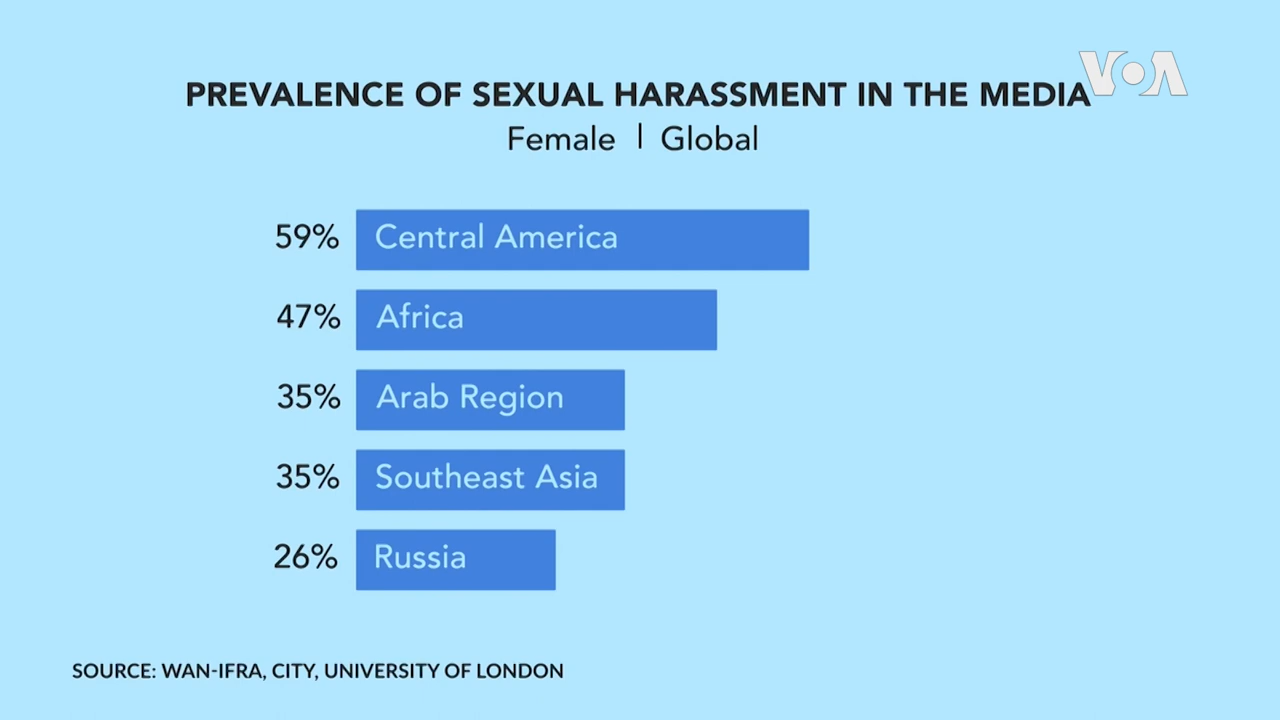 VOA
PREVALENCE OF SEXUAL HARASSMENT IN THE MEDIA
Female | Global
59% Central America
47% Africa
35% Arab Region
35% Southeast Asia
26% Russia
SOURCE: WAN-IFRA, CITY, UNIVERSITY OF LONDON